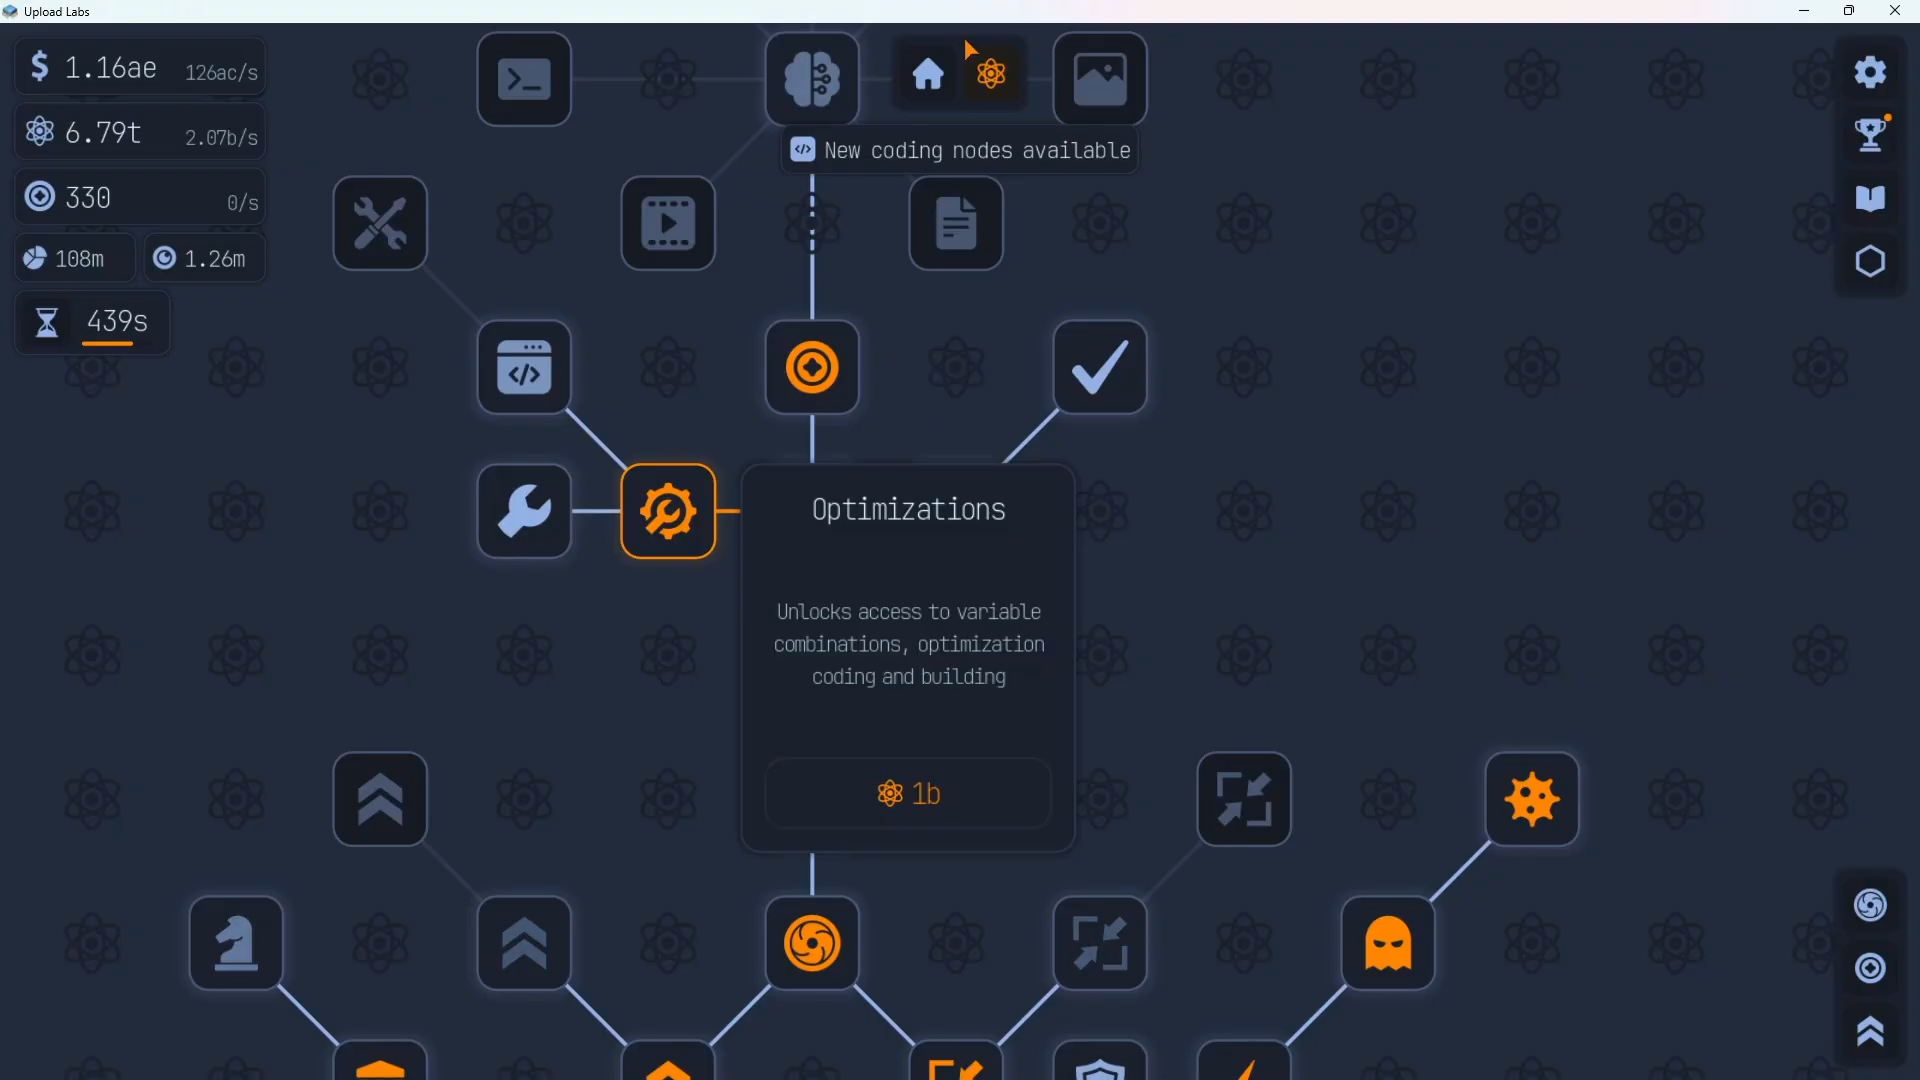 Upload Labs
$ 1.16ae 126ac/s
6.79t 2.07b/s
330 0/s
108m 1.26m
439s
New coding nodes available
Optimizations
Unlocks access to variable
combinations, optimization
coding and building
1b